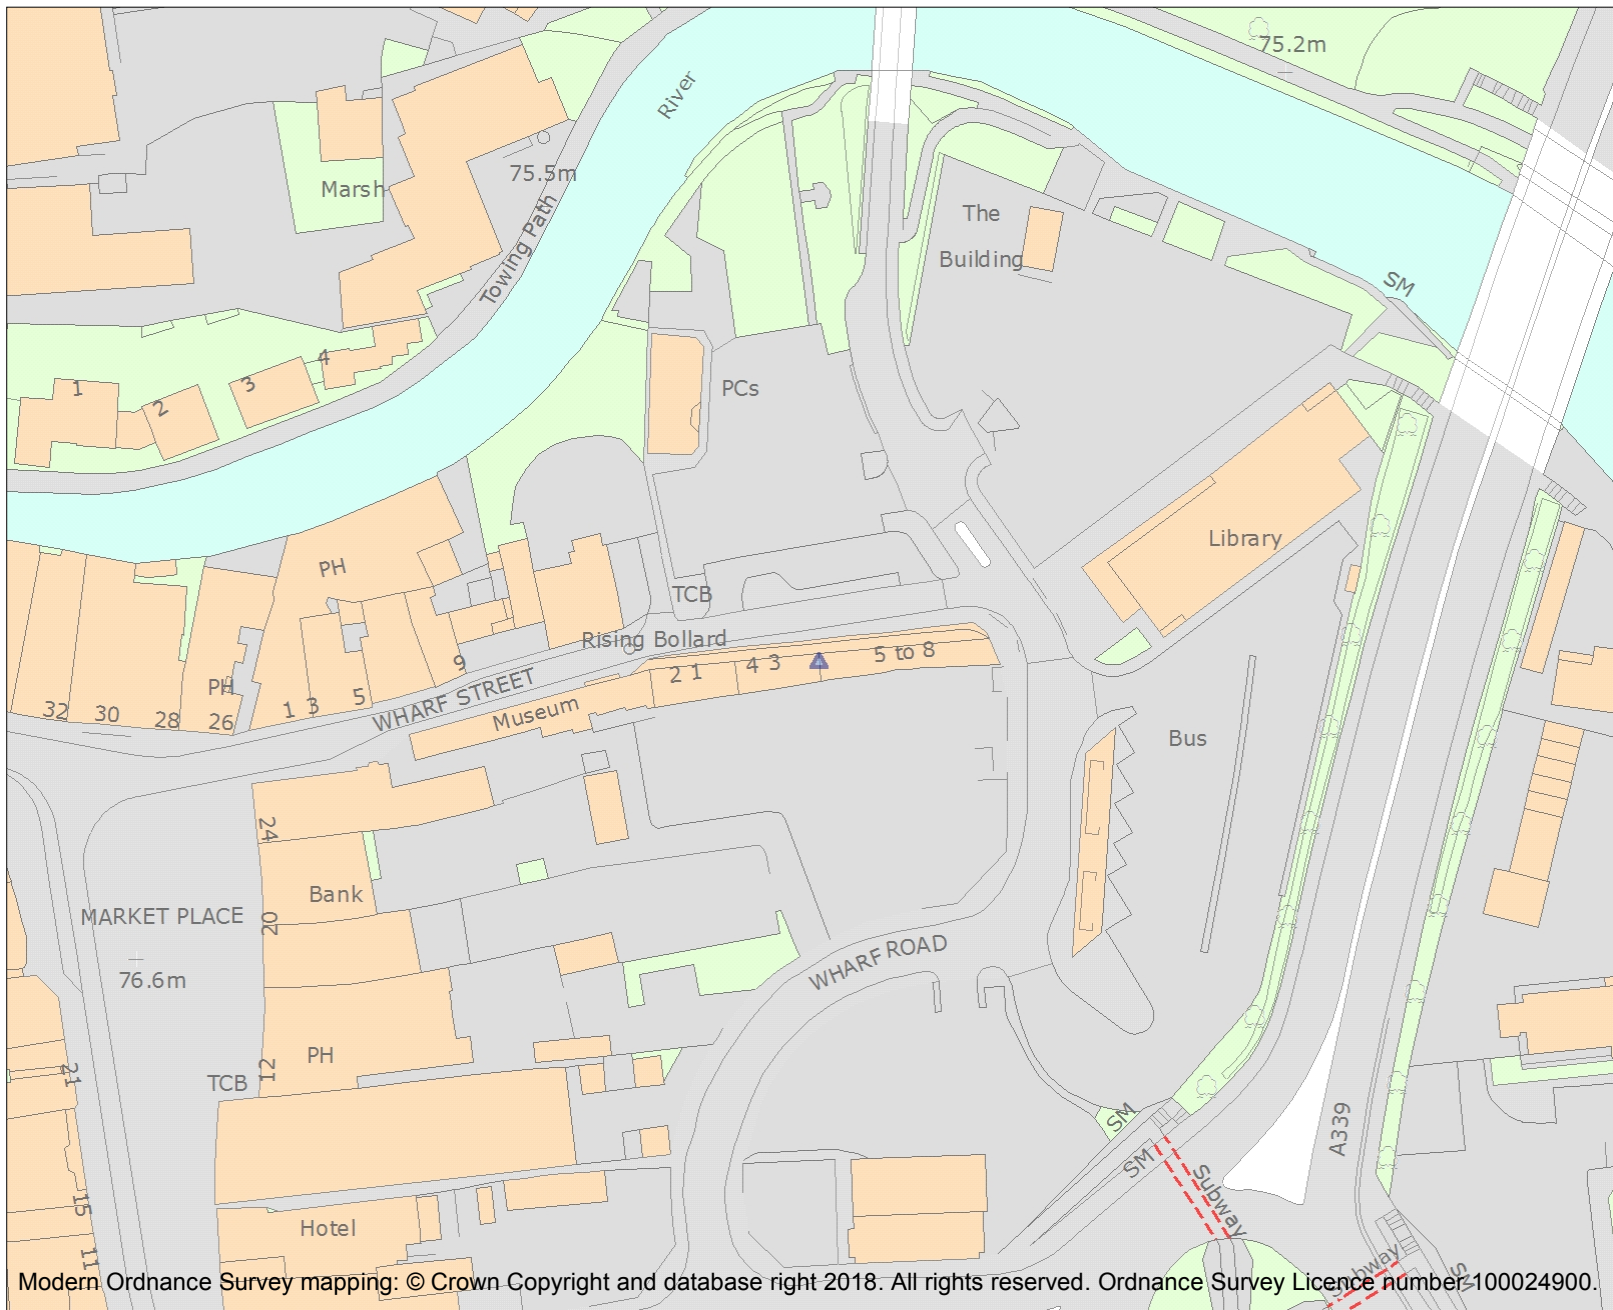 75.2m
River
75.5m
Marsh
Towing Path
The
Building
SM
1
2
3
4
PCs
Library
PH
TCB
Rising Bollard
9
WHARF STREET
Museum
2 1
4 3
5 to 8
PH
32
30
28
26
1
3
5
Bus
24
Bank
20
MARKET PLACE
76.6m
WHARF ROAD
PH
12
TCB
21
SM
SM
Subway
A339
15
Hotel
11
Subway
SM
Modern Ordnance Survey mapping: © Crown Copyright and database right 2018. All rights reserved. Ordnance Survey Licence number 100024900.